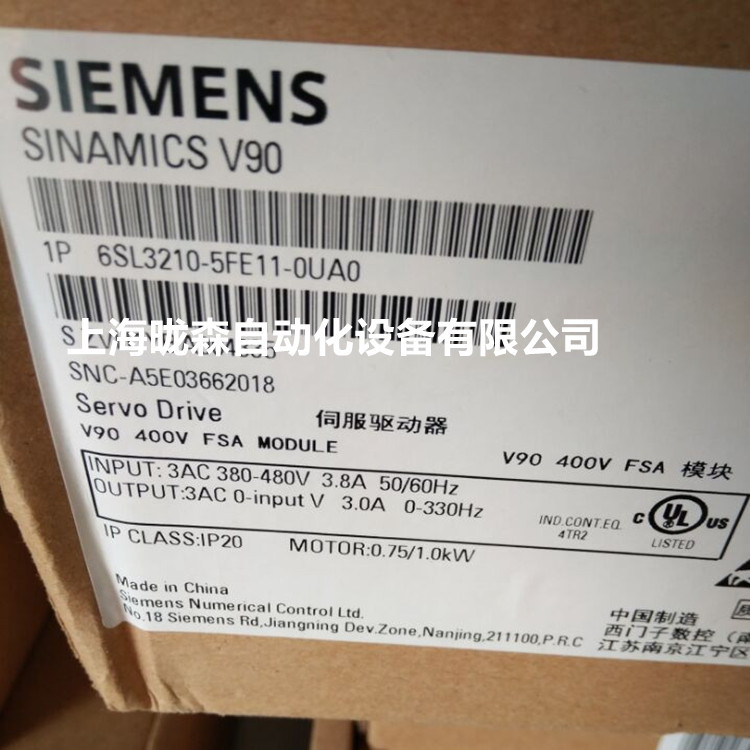 SIEMENS
SINAMICS V90
1P 6SL3210-5FE11-0UA0
上海晄森自动化设备有限公司
SNC-A5E03662018
Servo Drive 伺服驱动器
V90 400V FSA MODULE V90 400V FSA 模块
INPUT: 3AC 380-480V 3.8A 50/60Hz
OUTPUT:3AC 0-input V 3.0A 0-330Hz
IND.CONT.EQ. 4TR2
C UL US
LISTED
IP CLASS:IP20 MOTOR:0.75/1.0kW
Made in China
Siemens Numerical Control Ltd.
No.18 Siemens Rd,Jiangning Dev.Zone,Nanjing,211100,P.R.C
中国制造
西门子数控（南
江苏南京江宁区